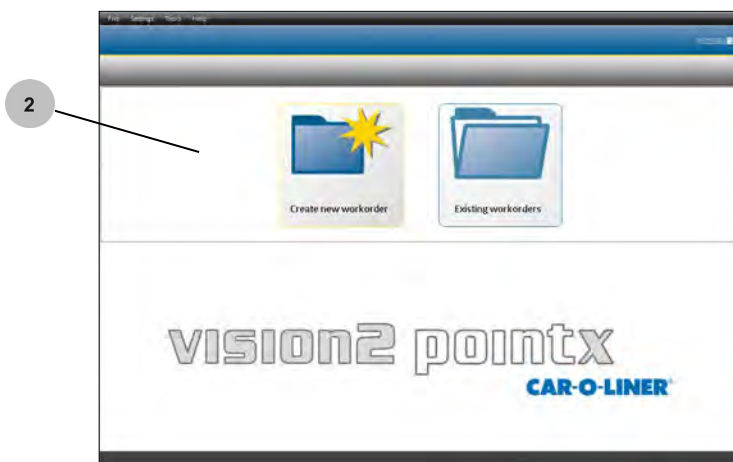 File Settings Tools Help
2
Create new workorder
Existing workorders
vision2 pointx
CAR-O-LINER®